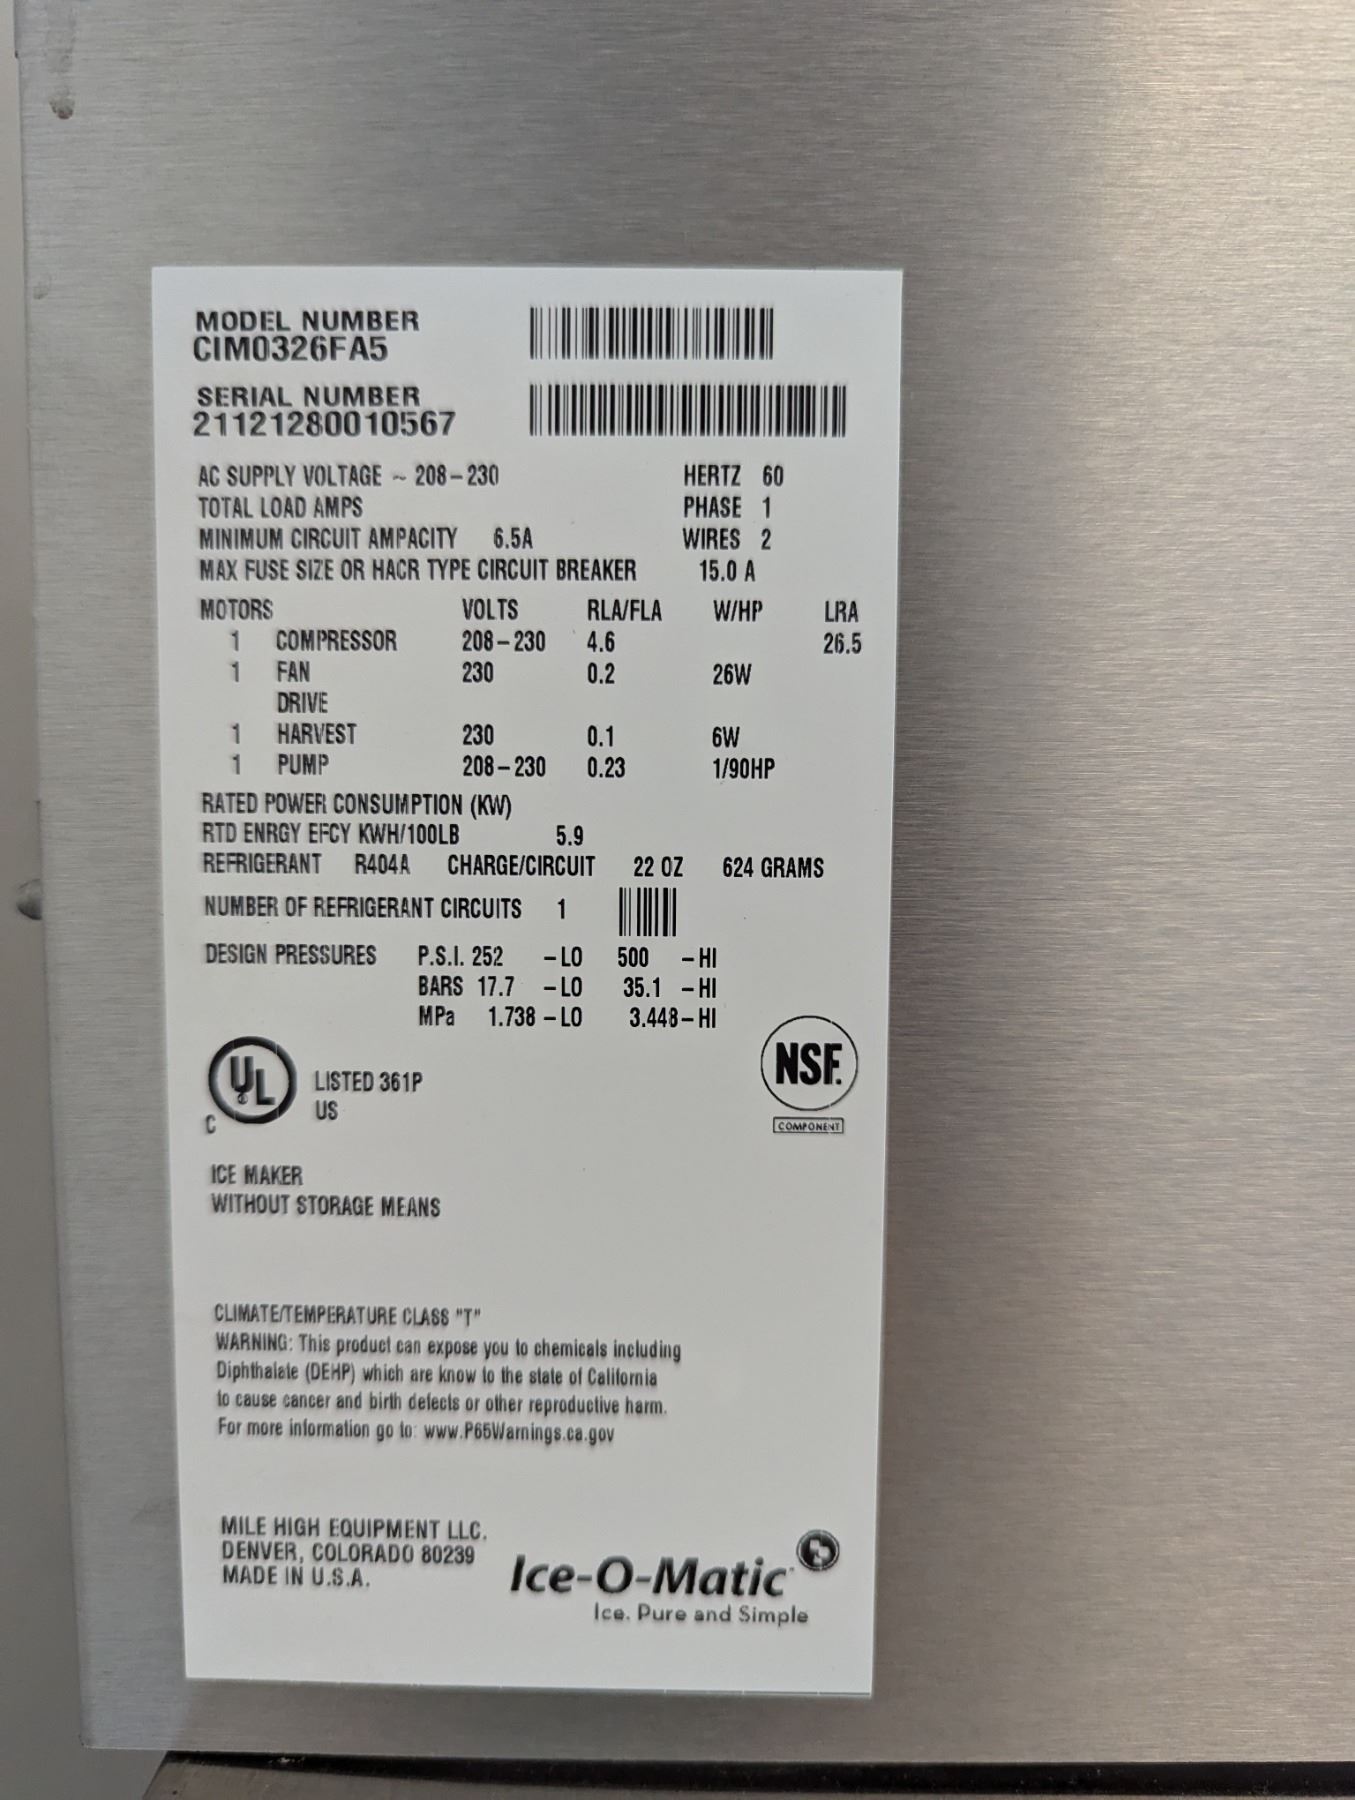 MODEL NUMBER
CIM0326FA5
SERIAL NUMBER
21121280010567
AC SUPPLY VOLTAGE ~ 208-230 HERTZ 60
TOTAL LOAD AMPS PHASE 1
MINIMUM CIRCUIT AMPACITY 6.5A WIRES 2
MAX FUSE SIZE OR HACR TYPE CIRCUIT BREAKER 15.0 A
MOTORS VOLTS RLA/FLA W/HP LRA
1 COMPRESSOR 208-230 4.6 26.5
1 FAN 230 0.2 26W
DRIVE
1 HARVEST 230 0.1 6W
1 PUMP 208-230 0.23 1/90HP
RATED POWER CONSUMPTION (KW)
RTD ENRGY EFCY KWH/100LB 5.9
REFRIGERANT R404A CHARGE/CIRCUIT 22 OZ 624 GRAMS
NUMBER OF REFRIGERANT CIRCUITS 1
DESIGN PRESSURES P.S.I. 252 -LO 500 -HI
BARS 17.7 -LO 35.1 -HI
MPa 1.738 -LO 3.448-HI
C UL LISTED 361P
US
NSF.
COMPONENT
ICE MAKER
WITHOUT STORAGE MEANS
CLIMATE/TEMPERATURE CLASS "T"
WARNING: This product can expose you to chemicals including
Diphthalate (DEHP) which are know to the state of California
to cause cancer and birth defects or other reproductive harm.
For more information go to: www.P65Warnings.ca.gov
MILE HIGH EQUIPMENT LLC.
DENVER, COLORADO 80239
MADE IN U.S.A.
Ice-O-Matic
Ice. Pure and Simple